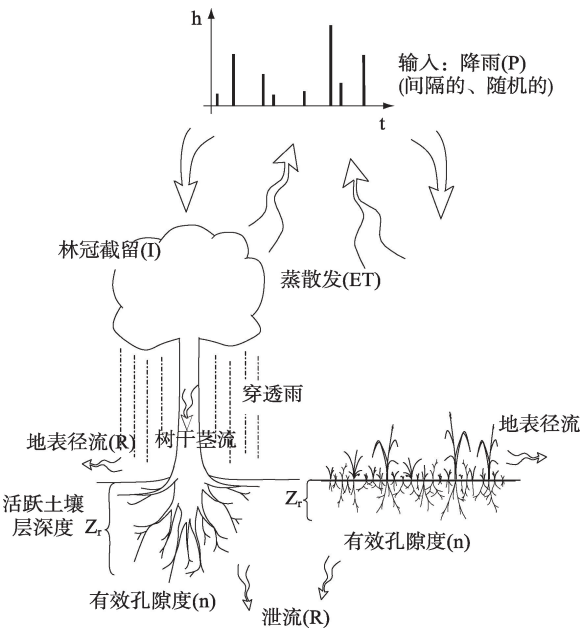 h
输入：降雨(P)
(间隔的、随机的)
t
林冠截留(I)
蒸散发(ET)
穿透雨
地表径流(R)
树干茎流
地表径流
活跃土壤
层深度 Zr
Zr
有效孔隙度(n)
有效孔隙度(n)
泄流(R)